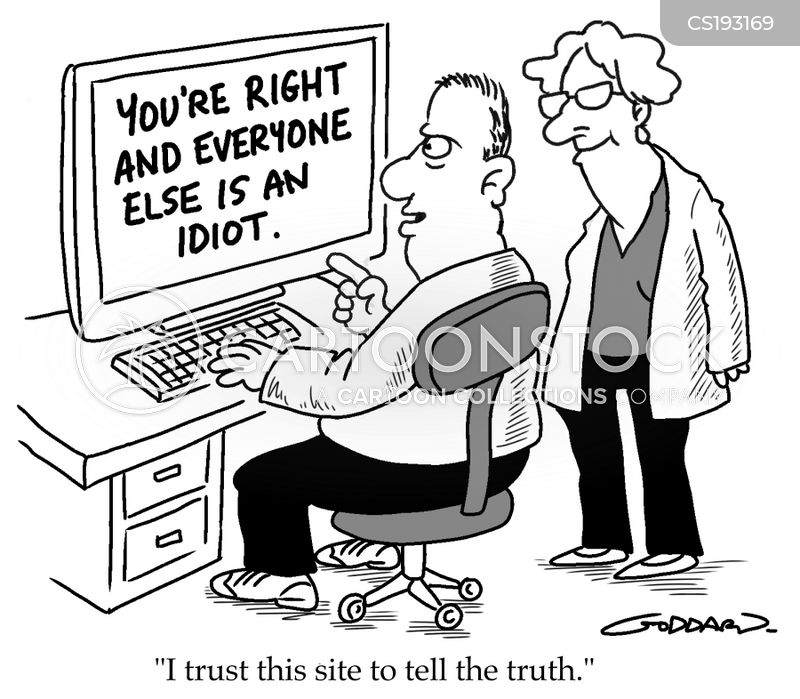 CS193169
YOU'RE RIGHT
AND EVERYONE
ELSE IS AN
IDIOT.
CARTOONSTOCK
A CARTOON COLLECTIONS COMPANY
GODDARD.
"I trust this site to tell the truth."